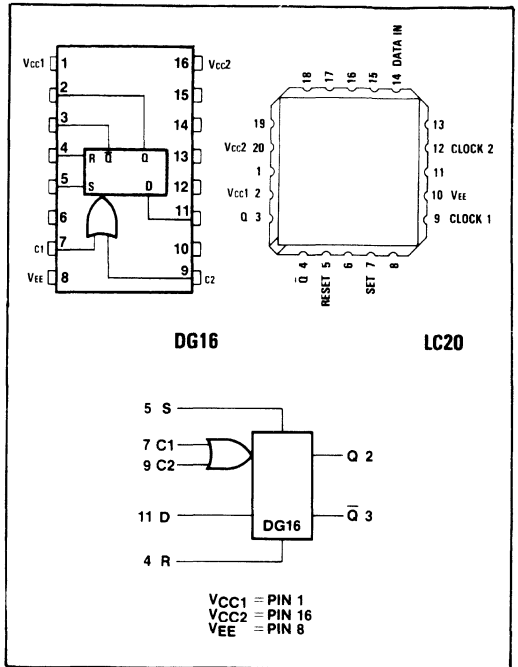 VCC1 1 16 VCC2
2 15
3 14
4 R Q̅ Q 13
5 S D 12
6 11
C1 7 10
VEE 8 9 C2
DG16
18 17 16 15 14 DATA IN
19 13
VCC2 20 12 CLOCK 2
1 11
VCC1 2 10 VEE
Q 3 9 CLOCK 1
Q̅ 4 RESET 5 6 SET 7 8
LC20
5 S
7 C1
9 C2
Q 2
11 D
DG16
Q̅ 3
4 R
VCC1 = PIN 1
VCC2 = PIN 16
VEE = PIN 8